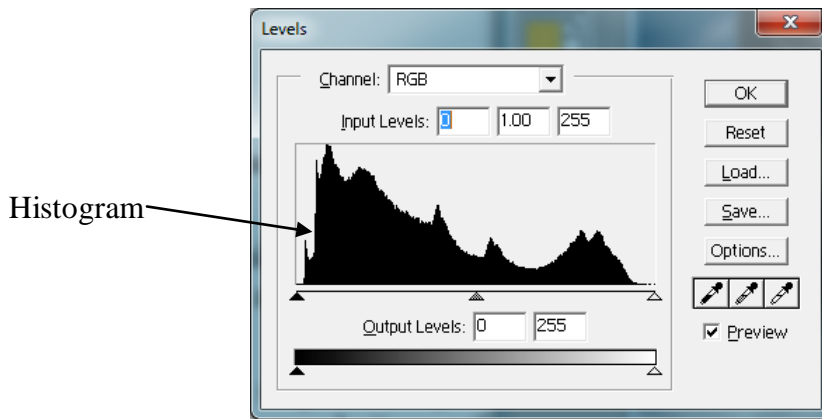 Levels
Channel: RGB
OK
Input Levels: 0 1.00 255
Reset
Load...
Histogram
Save...
Options...
Output Levels: 0 255
Preview